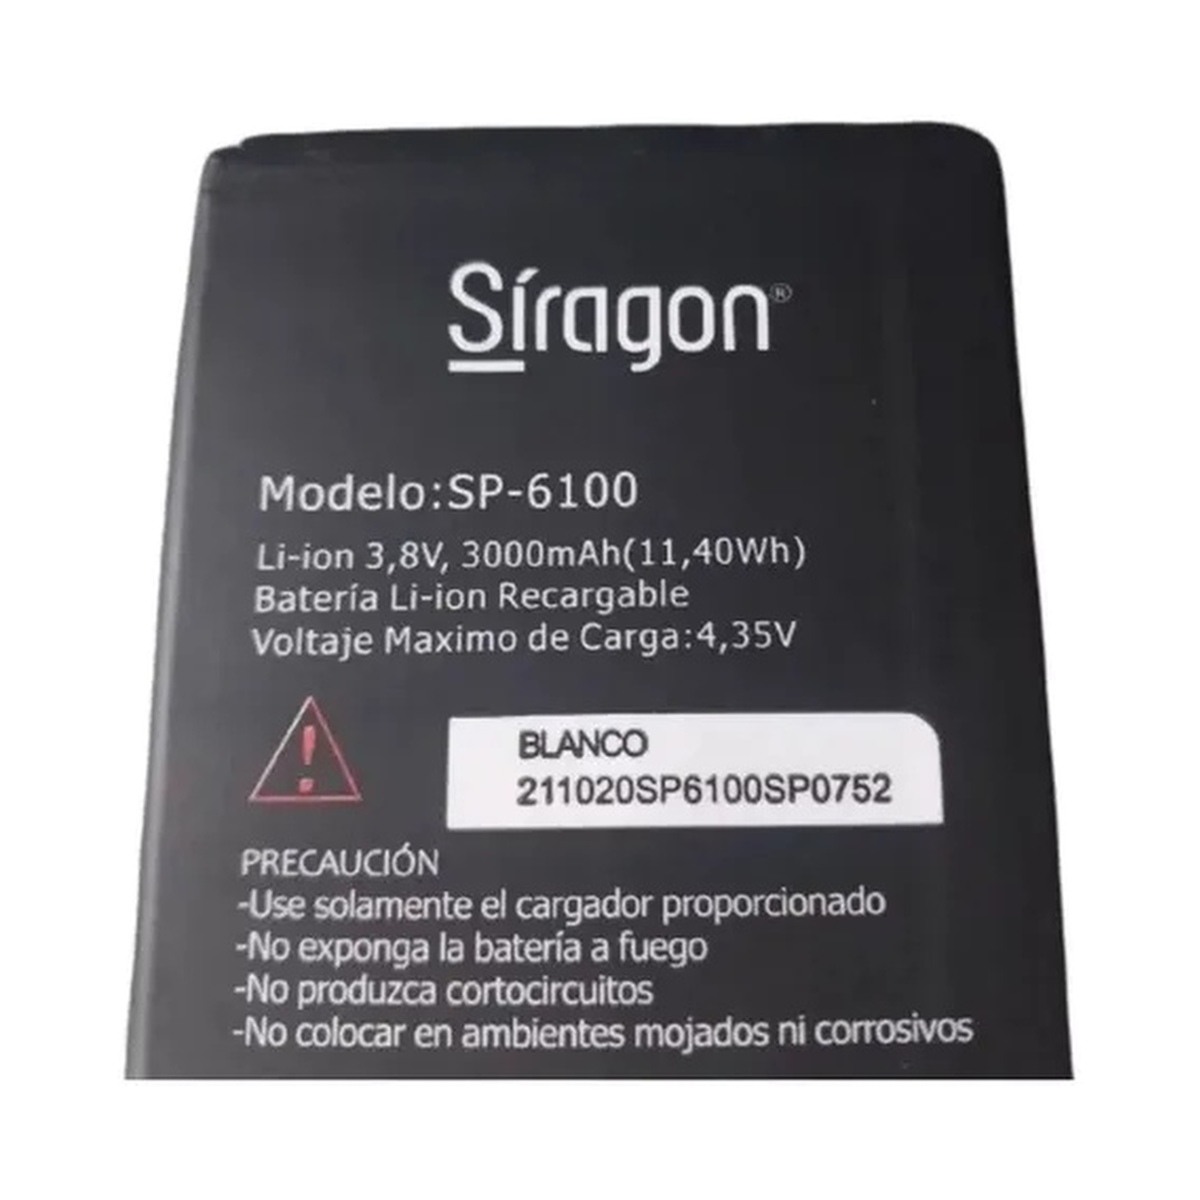 Síragon®
Modelo:SP-6100
Li-ion 3,8V, 3000mAh(11,40Wh)
Batería Li-ion Recargable
Voltaje Maximo de Carga:4,35V
BLANCO
211020SP6100SP0752
PRECAUCIÓN
-Use solamente el cargador proporcionado
-No exponga la batería a fuego
-No produzca cortocircuitos
-No colocar en ambientes mojados ni corrosivos